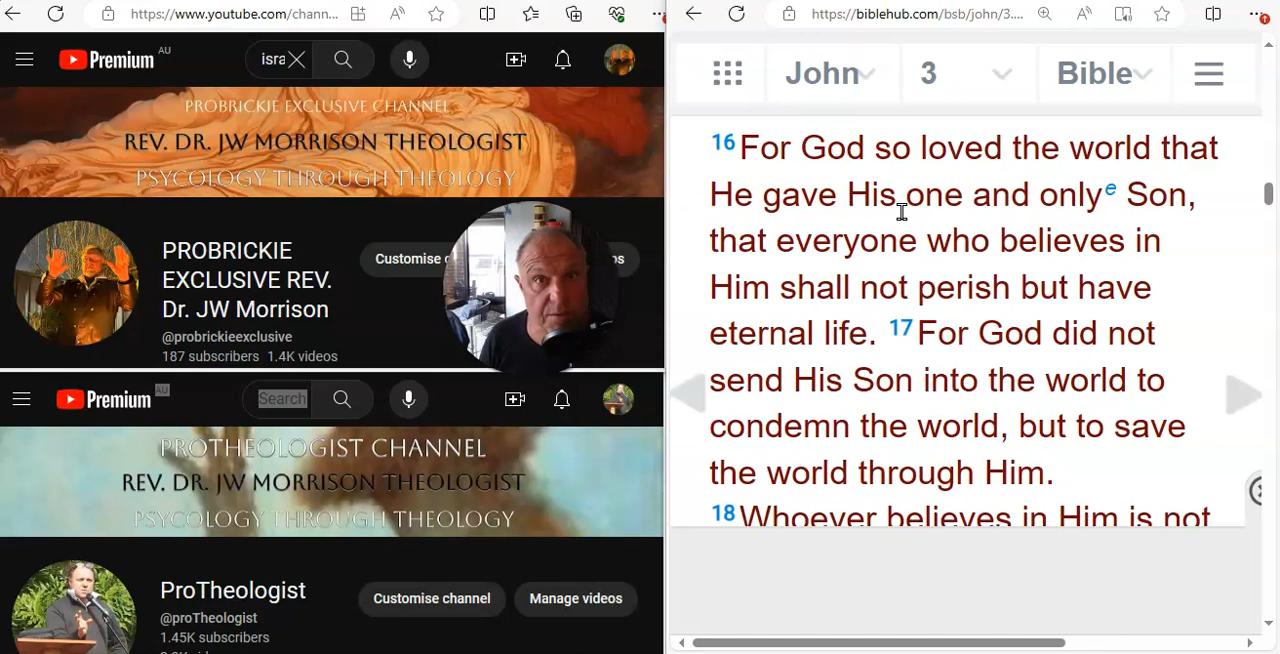 https://www.youtube.com/chann...
Premium AU
isra
PROBRICKIE EXCLUSIVE CHANNEL
REV. DR. JW MORRISON THEOLOGIST
PSYCOLOGY THROUGH THEOLOGY
PROBRICKIE
EXCLUSIVE REV.
Dr. JW Morrison
@probrickieexclusive
187 subscribers 1.4K videos
Customise c
os
Premium AU
Search
PROTHEOLOGIST CHANNEL
REV. DR. JW MORRISON THEOLOGIST
PSYCOLOGY THROUGH THEOLOGY
ProTheologist
@proTheologist
1.45K subscribers
Customise channel
Manage videos
https://biblehub.com/bsb/john/3....
John 3 Bible
16 For God so loved the world that
He gave His one and only e Son,
that everyone who believes in
Him shall not perish but have
eternal life. 17 For God did not
send His Son into the world to
condemn the world, but to save
the world through Him.
18 Whoever believes in Him is not